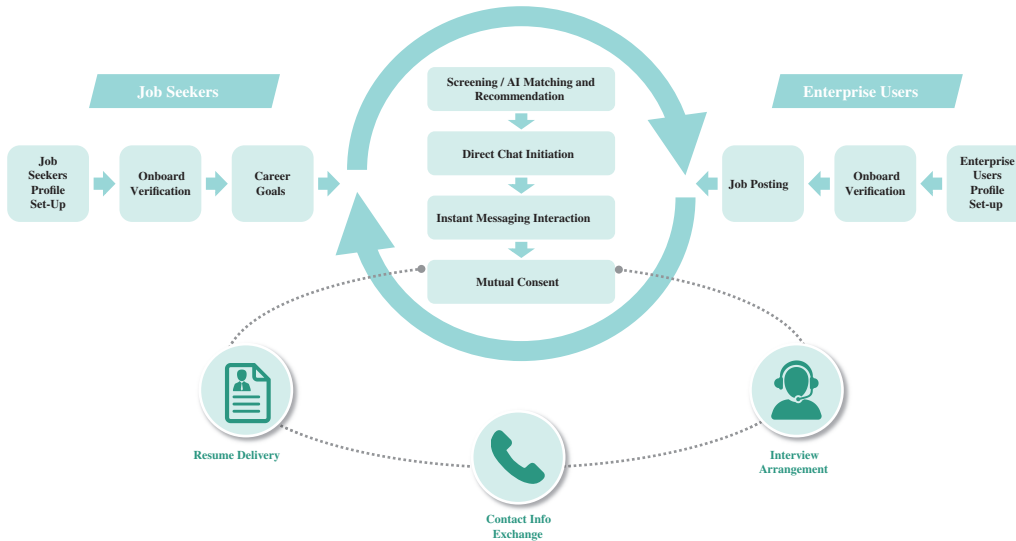 Job Seekers
Job
Seekers
Profile
Set-Up
Onboard
Verification
Career
Goals
Screening / AI Matching and
Recommendation
Direct Chat Initiation
Instant Messaging Interaction
Mutual Consent
Enterprise Users
Job Posting
Onboard
Verification
Enterprise
Users
Profile
Set-up
Resume Delivery
Contact Info
Exchange
Interview
Arrangement